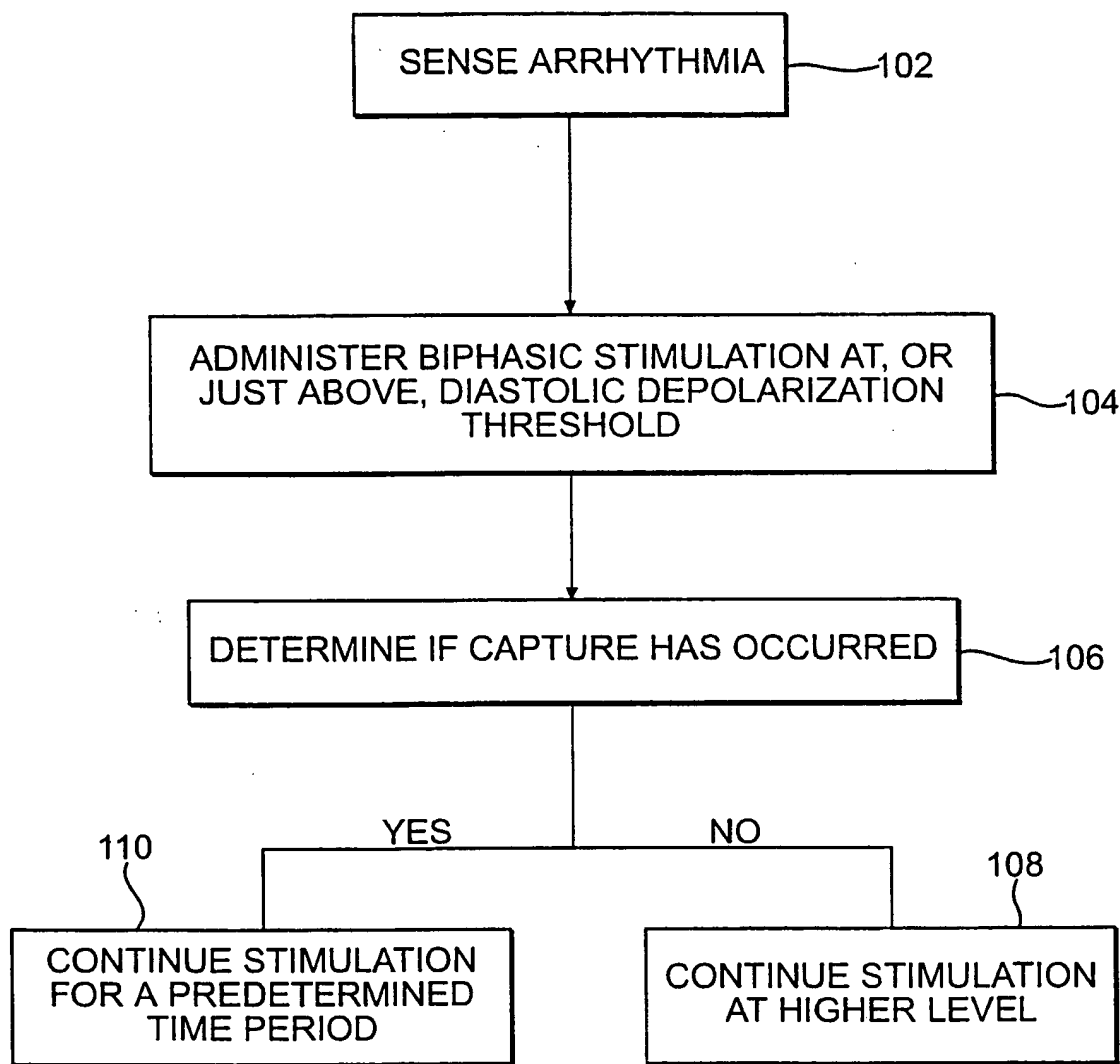 SENSE ARRHYTHMIA
102
ADMINISTER BIPHASIC STIMULATION AT, OR
JUST ABOVE, DIASTOLIC DEPOLARIZATION
THRESHOLD
104
DETERMINE IF CAPTURE HAS OCCURRED
106
YES
NO
110
108
CONTINUE STIMULATION
FOR A PREDETERMINED
TIME PERIOD
CONTINUE STIMULATION
AT HIGHER LEVEL